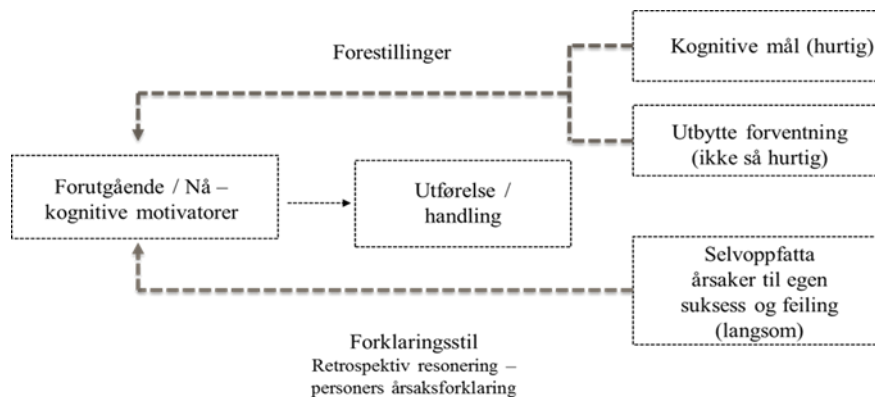 Kognitive mål (hurtig)
Forestillinger
Utbytte forventning
(ikke så hurtig)
Forutgående / Nå –
kognitive motivatorer
Utførelse /
handling
Selvoppfatta
årsaker til egen
suksess og feiling
(langsom)
Forklaringsstil
Retrospektiv resonering –
personers årsaksforklaring